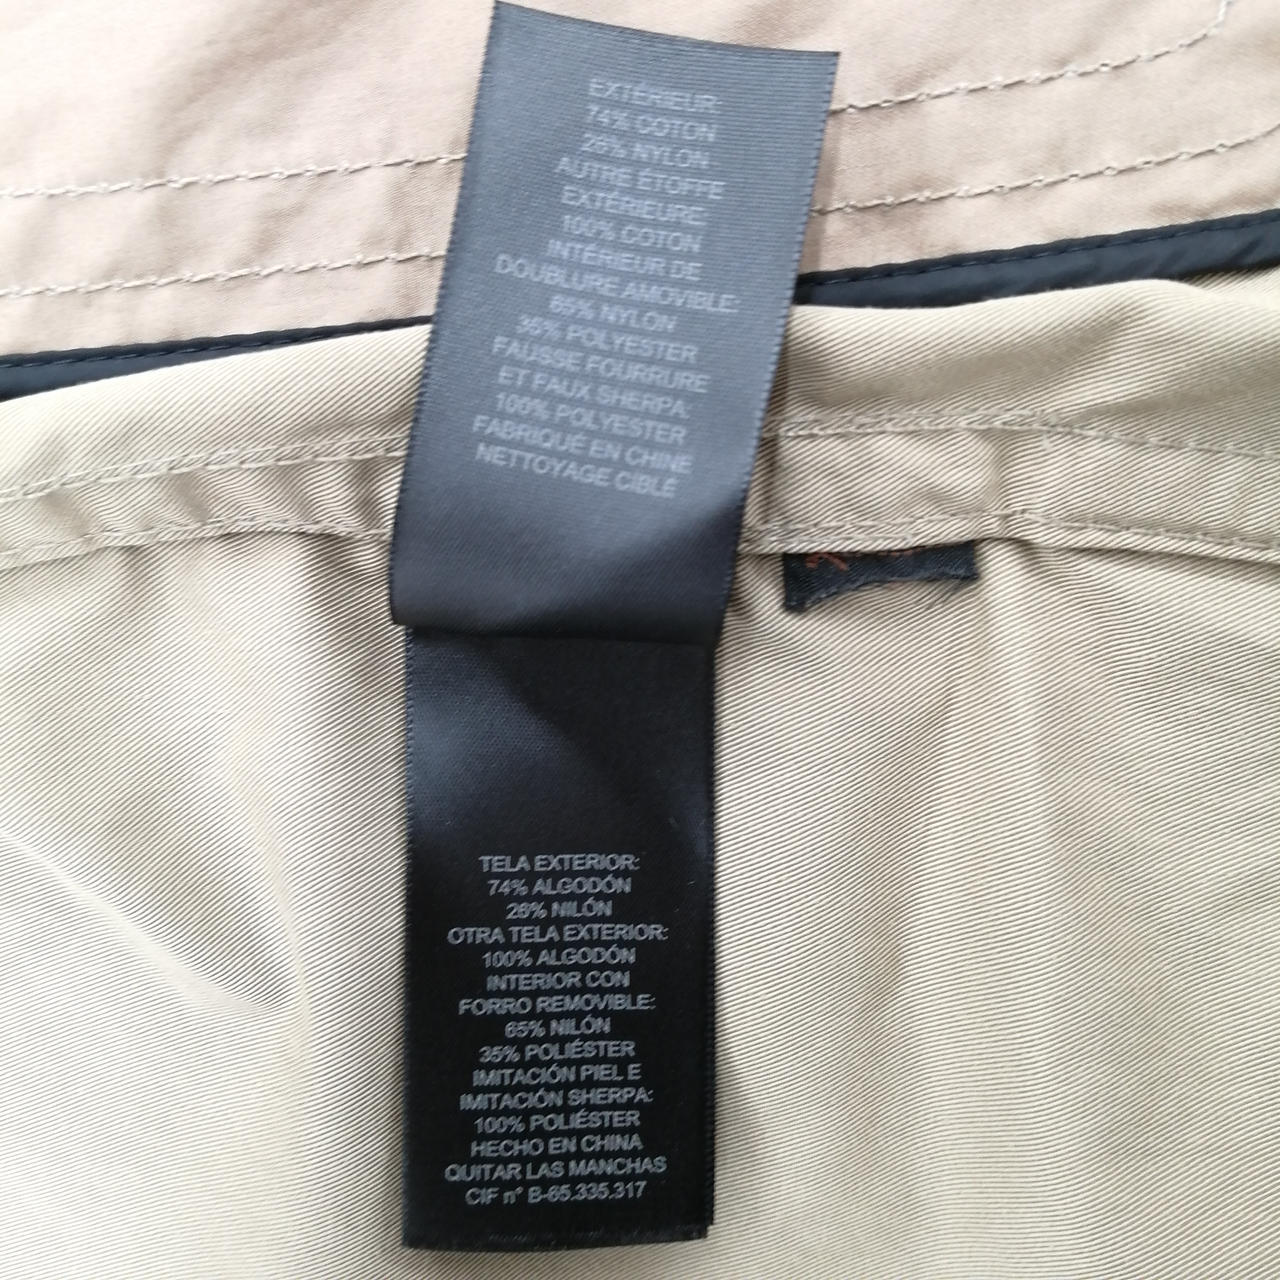 EXTÉRIEUR:
74% COTON
26% NYLON
AUTRE ÉTOFFE
EXTÉRIEURE:
100% COTON
INTÉRIEUR DE
DOUBLURE AMOVIBLE:
65% NYLON
35% POLYESTER
FAUSSE FOURRURE
ET FAUX SHERPA:
100% POLYESTER
FABRIQUÉ EN CHINE
NETTOYAGE CIBLÉ
TELA EXTERIOR:
74% ALGODÓN
26% NILÓN
OTRA TELA EXTERIOR:
100% ALGODÓN
INTERIOR CON
FORRO REMOVIBLE:
65% NILÓN
35% POLIÉSTER
IMITACIÓN PIEL E
IMITACIÓN SHERPA:
100% POLIÉSTER
HECHO EN CHINA
QUITAR LAS MANCHAS
CIF nº B-65.335.317